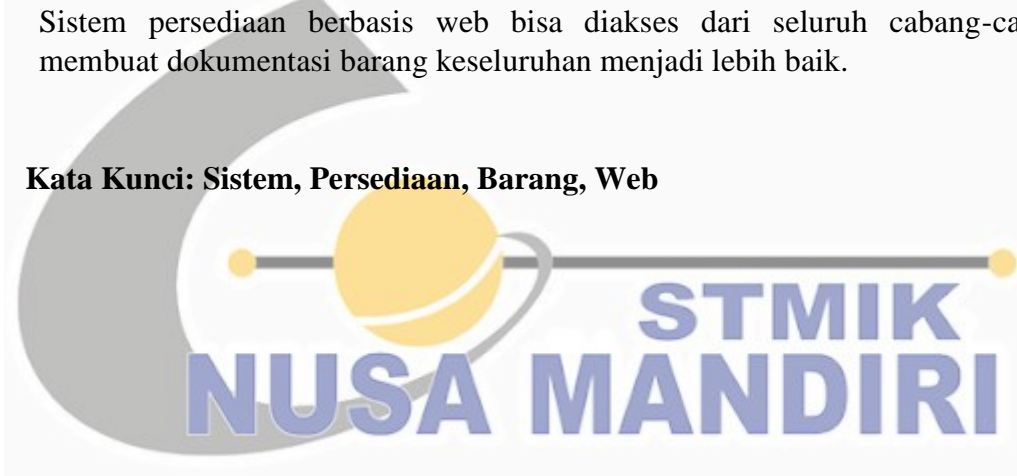 Sistem persediaan berbasis web bisa diakses dari seluruh
membuat dokumentasi barang keseluruhan menjadi lebih baik.
Kata Kunci: Sistem, Persediaan, Barang, Web
STMIK
NUSA MANDIRI